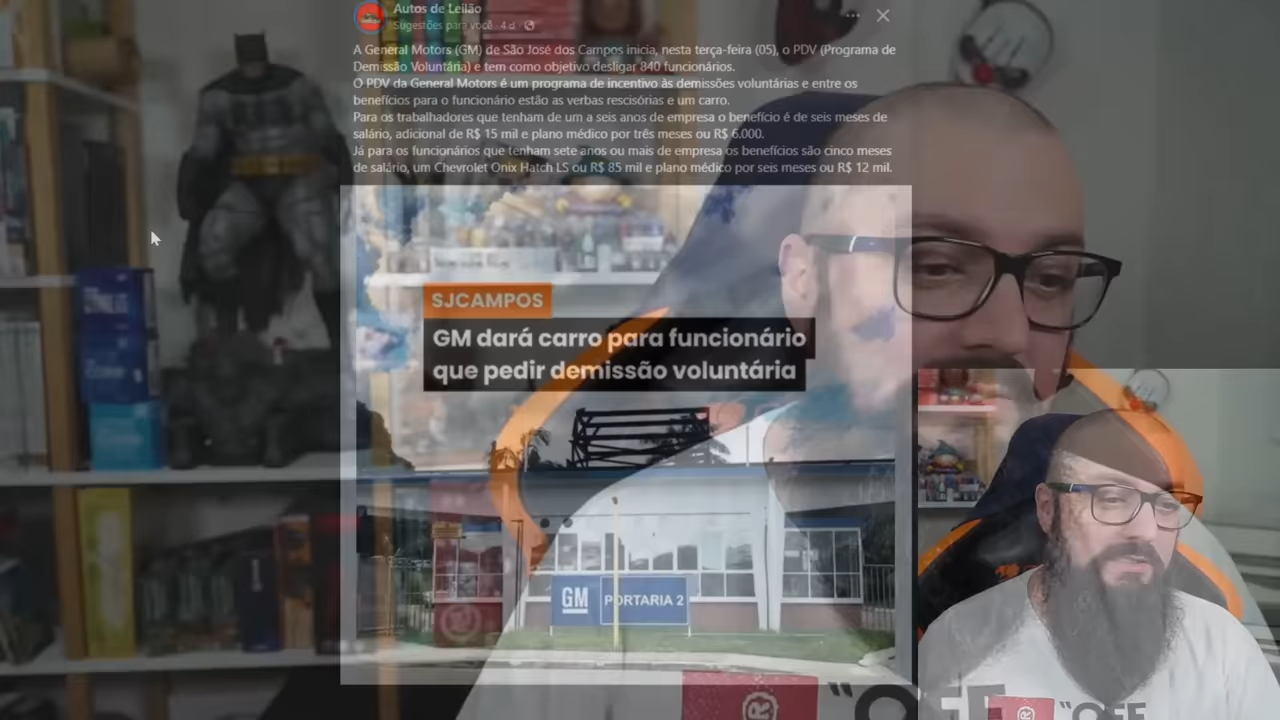 Autos de Leilão
Sugestões para você · 4 d ·
A General Motors (GM) de São José dos Campos inicia, nesta terça-feira (05), o PDV (Programa de
Demissão Voluntária) e tem como objetivo desligar 840 funcionários.
O PDV da General Motors é um programa de incentivo às demissões voluntárias e entre os
benefícios para o funcionário estão as verbas rescisórias e um carro.
Para os trabalhadores que tenham de um a seis anos de empresa o benefício é de seis meses de
salário, adicional de R$ 15 mil e plano médico por três meses ou R$ 6.000.
Já para os funcionários que tenham sete anos ou mais de empresa os benefícios são cinco meses
de salário, um Chevrolet Onix Hatch LS ou R$ 85 mil e plano médico por seis meses ou R$ 12 mil.
SJCAMPOS
GM dará carro para funcionário
que pedir demissão voluntária
GM PORTARIA 2
"OFF
"OFF